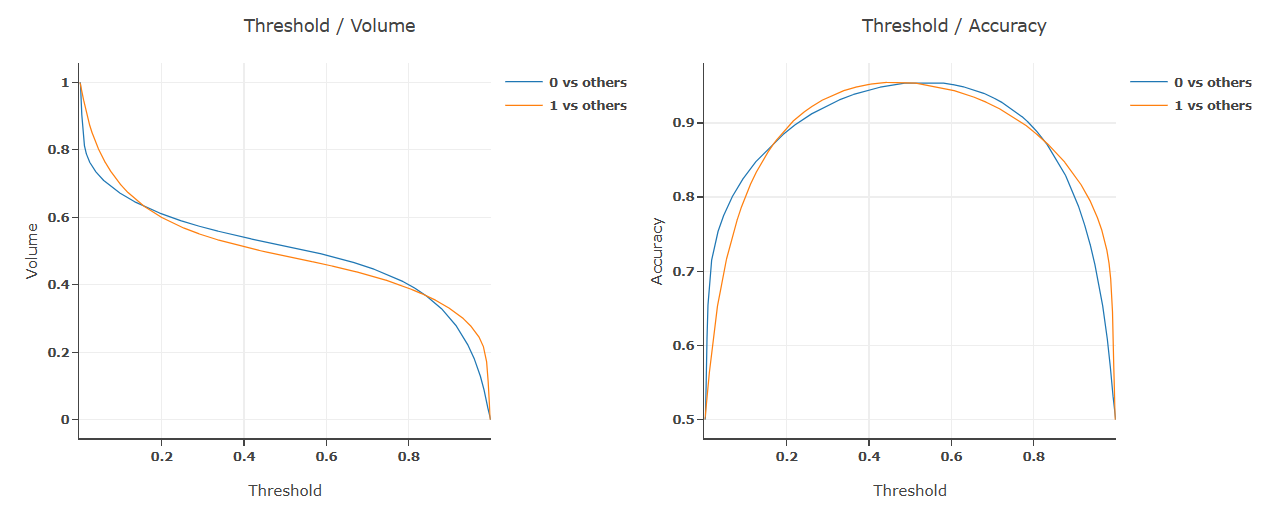 Threshold / Volume
1
0.8
0.6
0.4
0.2
0
Volume
0.2 0.4 0.6 0.8
Threshold
0 vs others
1 vs others
Threshold / Accuracy
0.9
0.8
0.7
0.6
0.5
Accuracy
0.2 0.4 0.6 0.8
Threshold
0 vs others
1 vs others